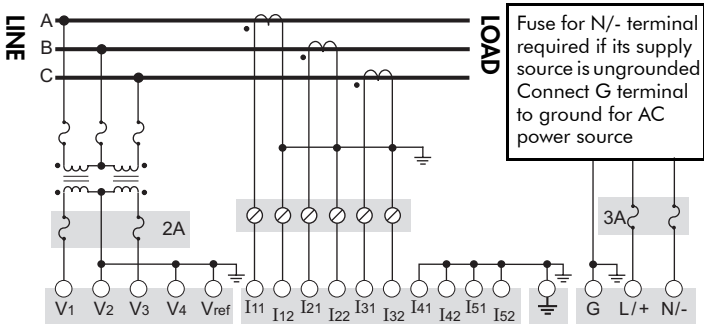 A
B
C
LINE
LOAD
Fuse for N/- terminal
required if its supply
source is ungrounded
Connect G terminal
to ground for AC
power source
2A
3A
V1 V2 V3 V4 Vref I11 I12 I21 I22 I31 I32 I41 I42 I51 I52 G L/+ N/-